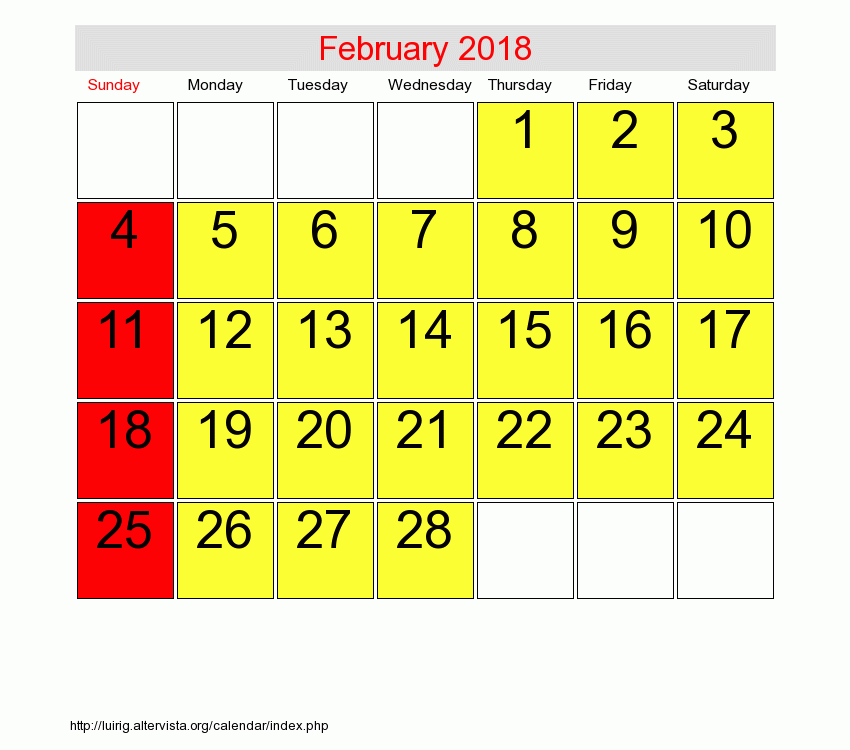 February 2018
Sunday Monday Tuesday Wednesday Thursday Friday Saturday
1 2 3
4 5 6 7 8 9 10
11 12 13 14 15 16 17
18 19 20 21 22 23 24
25 26 27 28
http://luirig.altervista.org/calendar/index.php